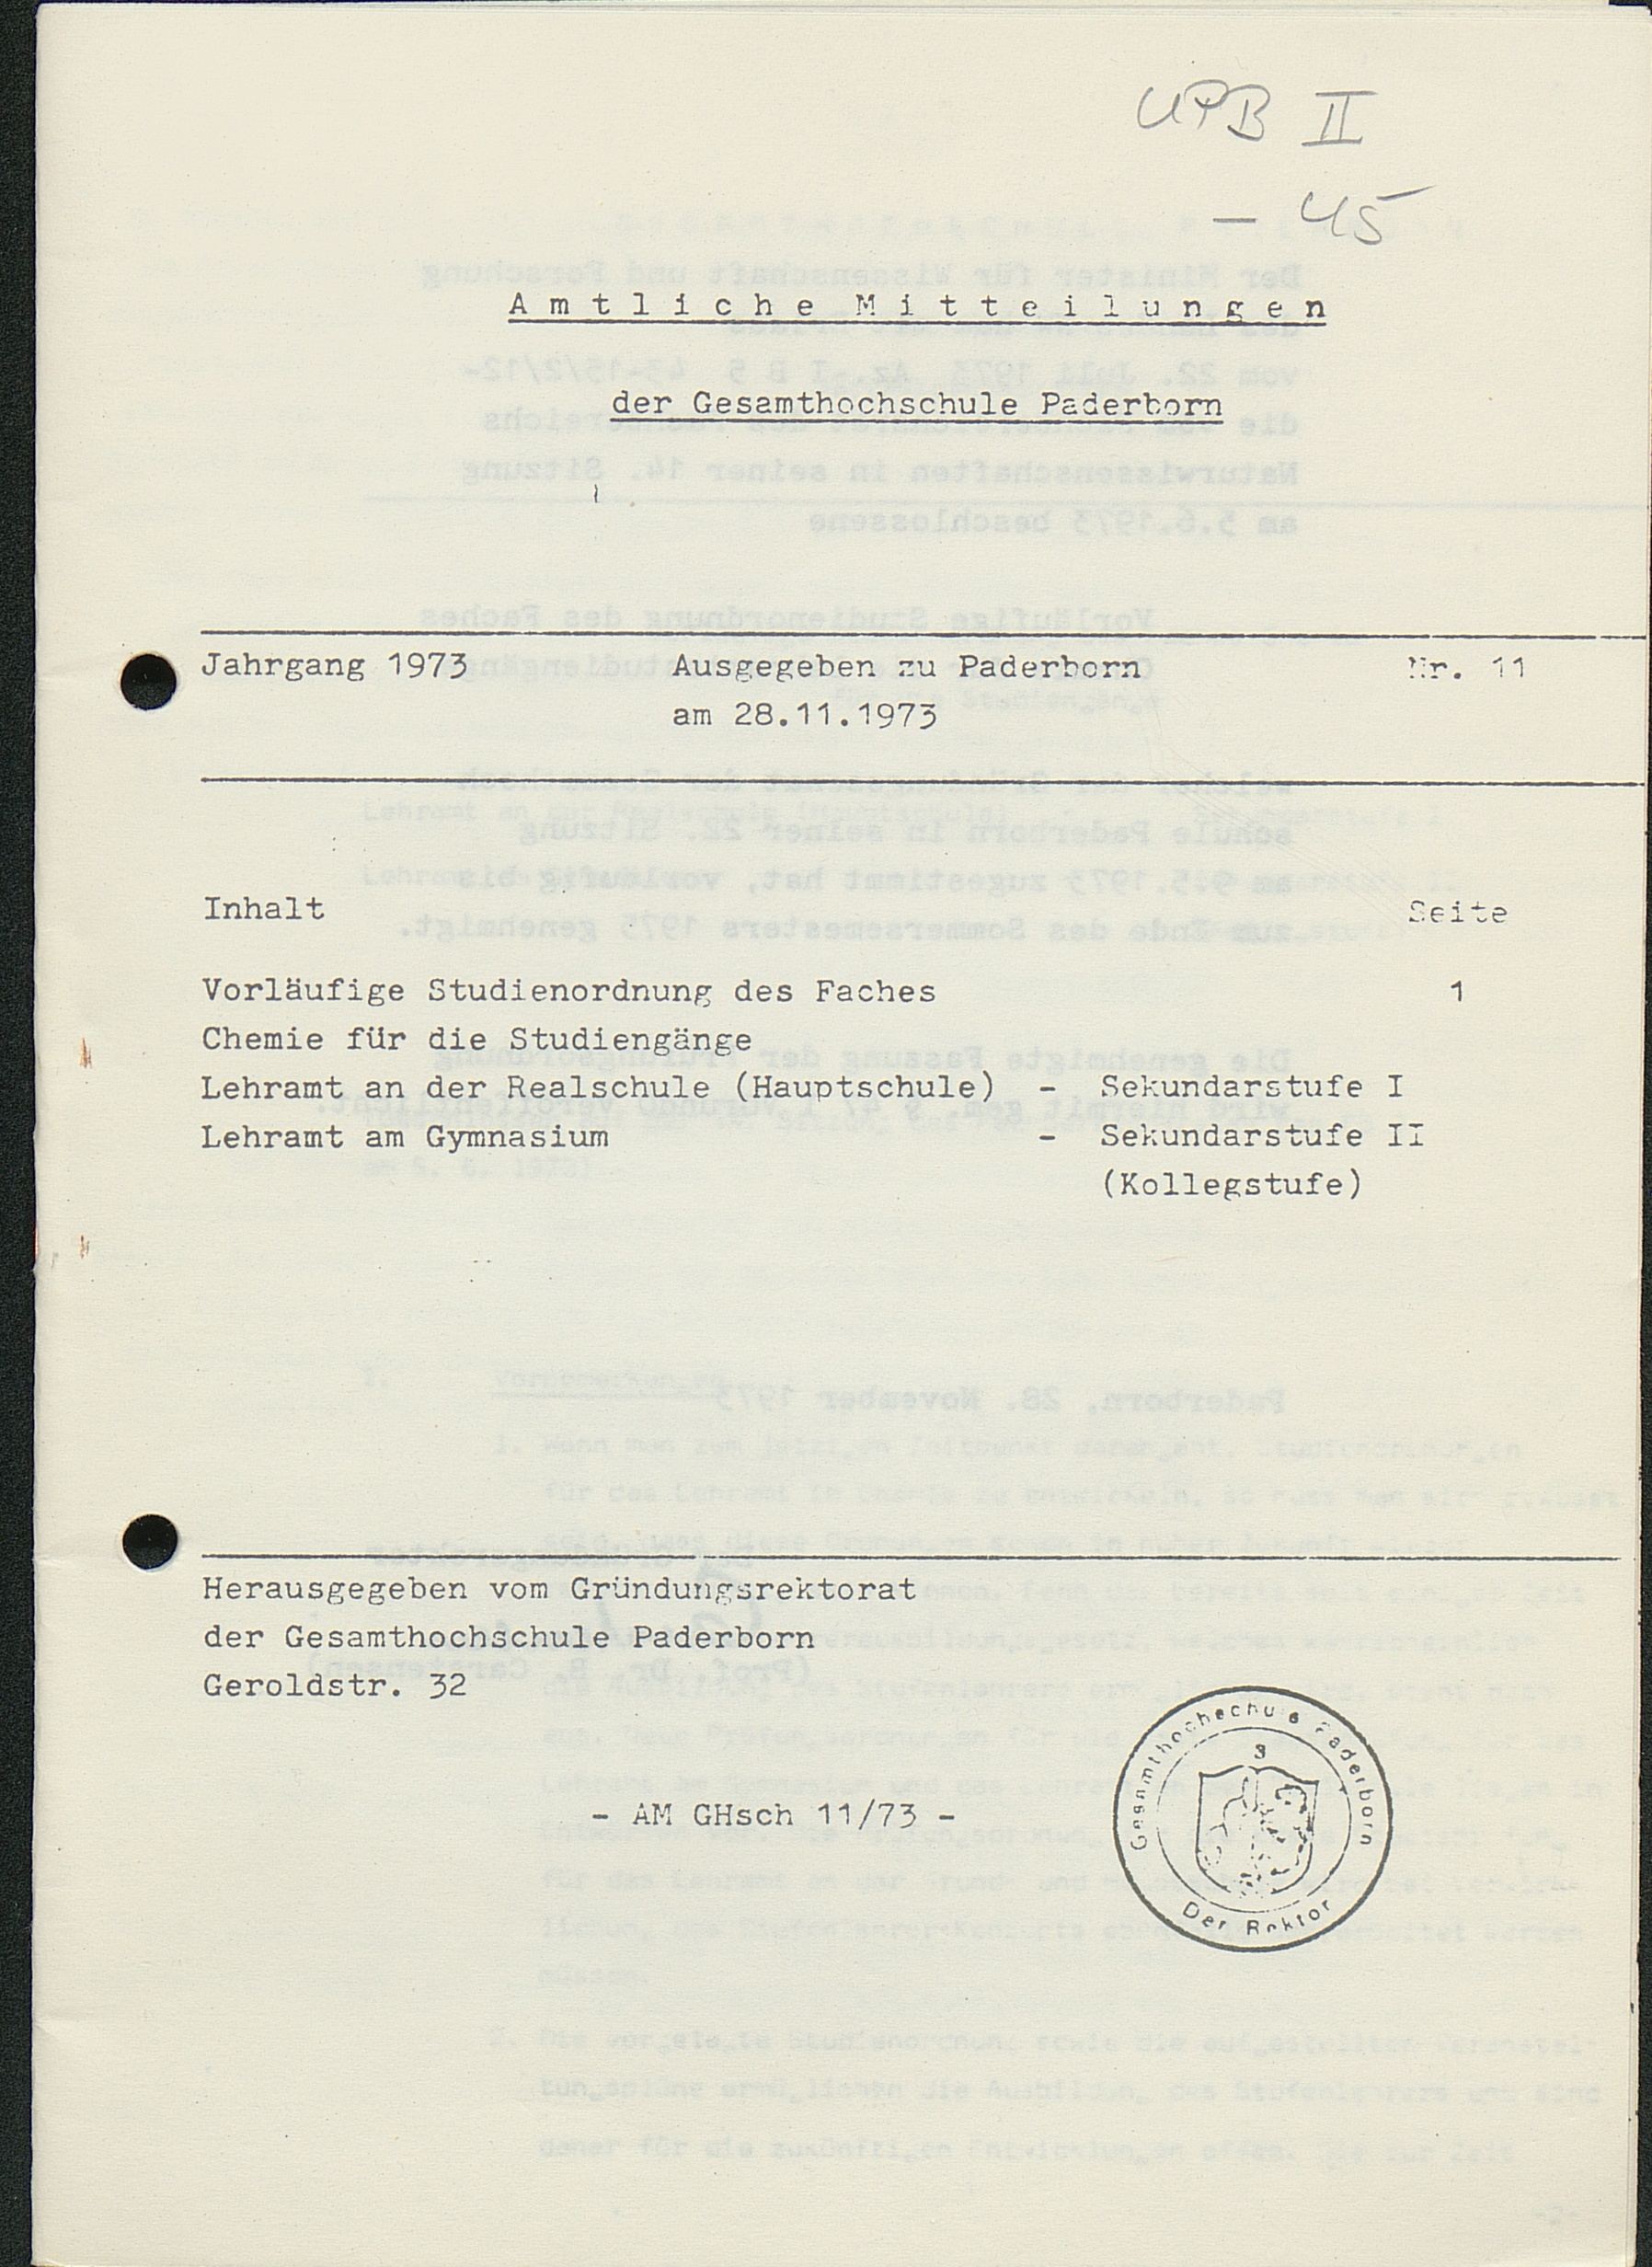 UPB II
- 45
Amtliche Mitteilungen
der Gesamthochschule Paderborn
Jahrgang 1973 Ausgegeben zu Paderborn Nr. 11
am 28.11.1973
Inhalt Seite
Vorläufige Studienordnung des Faches 1
Chemie für die Studiengänge
Lehramt an der Realschule (Hauptschule) - Sekundarstufe I
Lehramt am Gymnasium - Sekundarstufe II
(Kollegstufe)
Herausgegeben vom Gründungsrektorat
der Gesamthochschule Paderborn
Geroldstr. 32
Gesamthochschule Paderborn
3
Der Rektor
- AM GHsch 11/73 -